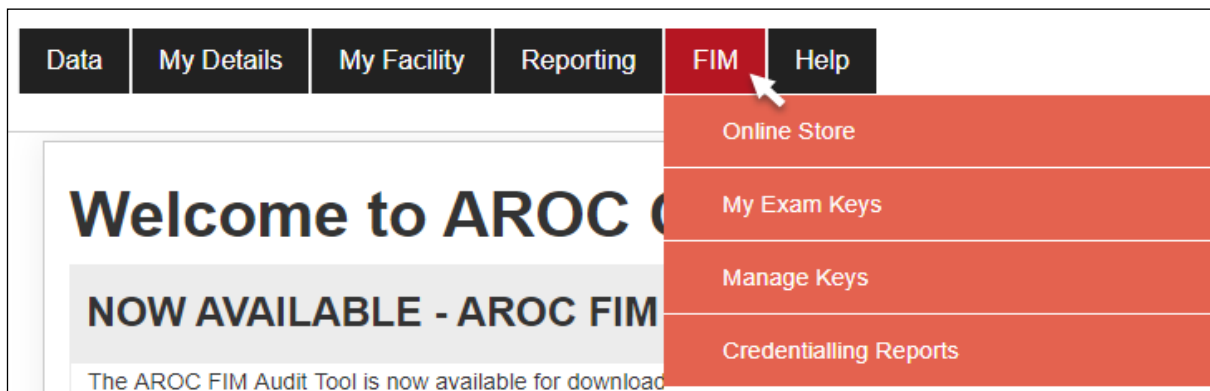 Data My Details My Facility Reporting FIM Help
Online Store
My Exam Keys
Manage Keys
Credentialling Reports
Welcome to AROC
NOW AVAILABLE - AROC FIM
The AROC FIM Audit Tool is now available for download